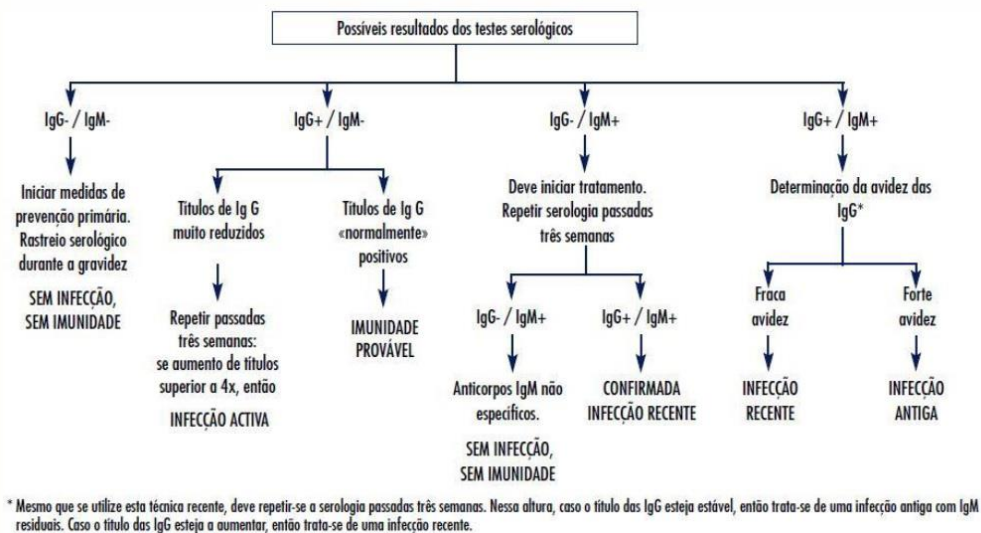 Possíveis resultados dos testes serológicos
IgG- / IgM-
IgG+ / IgM-
IgG- / IgM+
IgG+ / IgM+
Iniciar medidas de
prevenção primária.
Rastreio serológico
durante a gravidez
SEM INFECÇÃO,
SEM IMUNIDADE
Titulos de Ig G
muito reduzidos
Repetir passadas
três semanas:
se aumento de titulos
superior a 4x, então
INFECÇÃO ACTIVA
Titulos de Ig G
«normalmente»
positivos
IMUNIDADE
PROVÁVEL
Deve iniciar tratamento.
Repetir serologia passadas
três semanas
IgG- / IgM+
Anticorpos IgM não
específicos.
SEM INFECÇÃO,
SEM IMUNIDADE
IgG+ / IgM+
CONFIRMADA
INFECÇÃO RECENTE
Determinação da avidez das
IgG*
Fraca
avidez
INFECÇÃO
RECENTE
Forte
avidez
INFECÇÃO
ANTIGA
* Mesmo que se utilize esta técnica recente, deve repetir-se a serologia passadas três semanas. Nessa altura, caso o título das IgG esteja estável, então trata-se de uma infecção antiga com IgM
residuais. Caso o título das IgG esteja a aumentar, então trata-se de uma infecção recente.